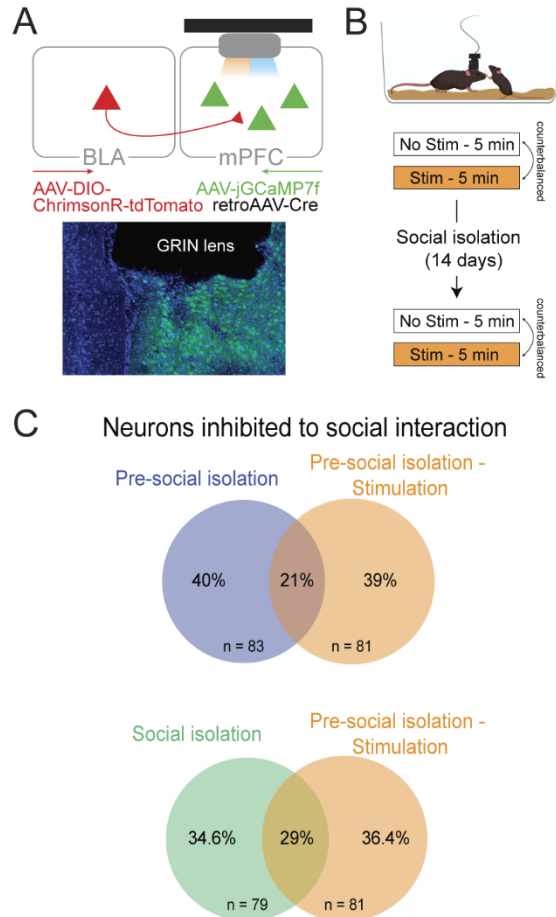 A
BLA
mPFC
AAV-DIO-
ChrimsonR-tdTomato
AAV-jGCaMP7f
retroAAV-Cre
GRIN lens
B
No Stim - 5 min
Stim - 5 min
counterbalanced
Social isolation
(14 days)
No Stim - 5 min
Stim - 5 min
counterbalanced
C
Neurons inhibited to social interaction
Pre-social isolation
Pre-social isolation -
Stimulation
40%
21%
39%
n = 83
n = 81
Social isolation
Pre-social isolation -
Stimulation
34.6%
29%
36.4%
n = 79
n = 81